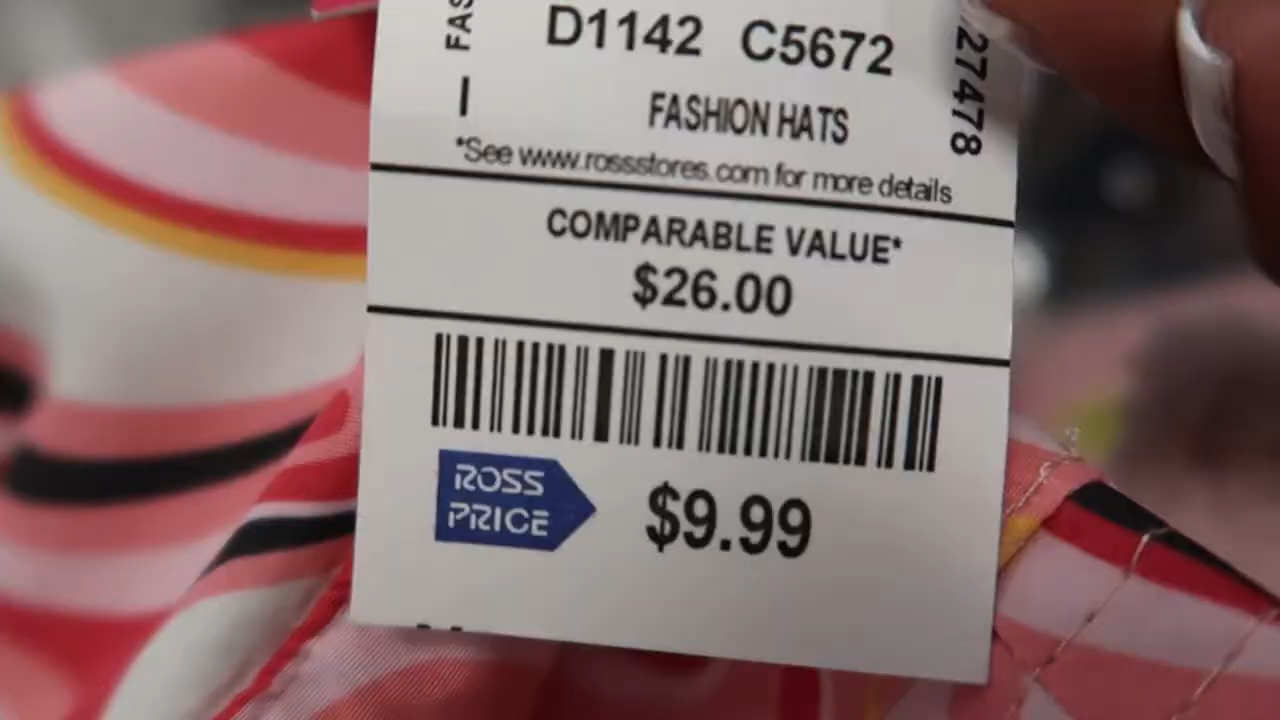 FAS
D1142 C5672
27478
FASHION HATS
*See www.rossstores.com for more details
COMPARABLE VALUE*
$26.00
ROSS
PRICE
$9.99